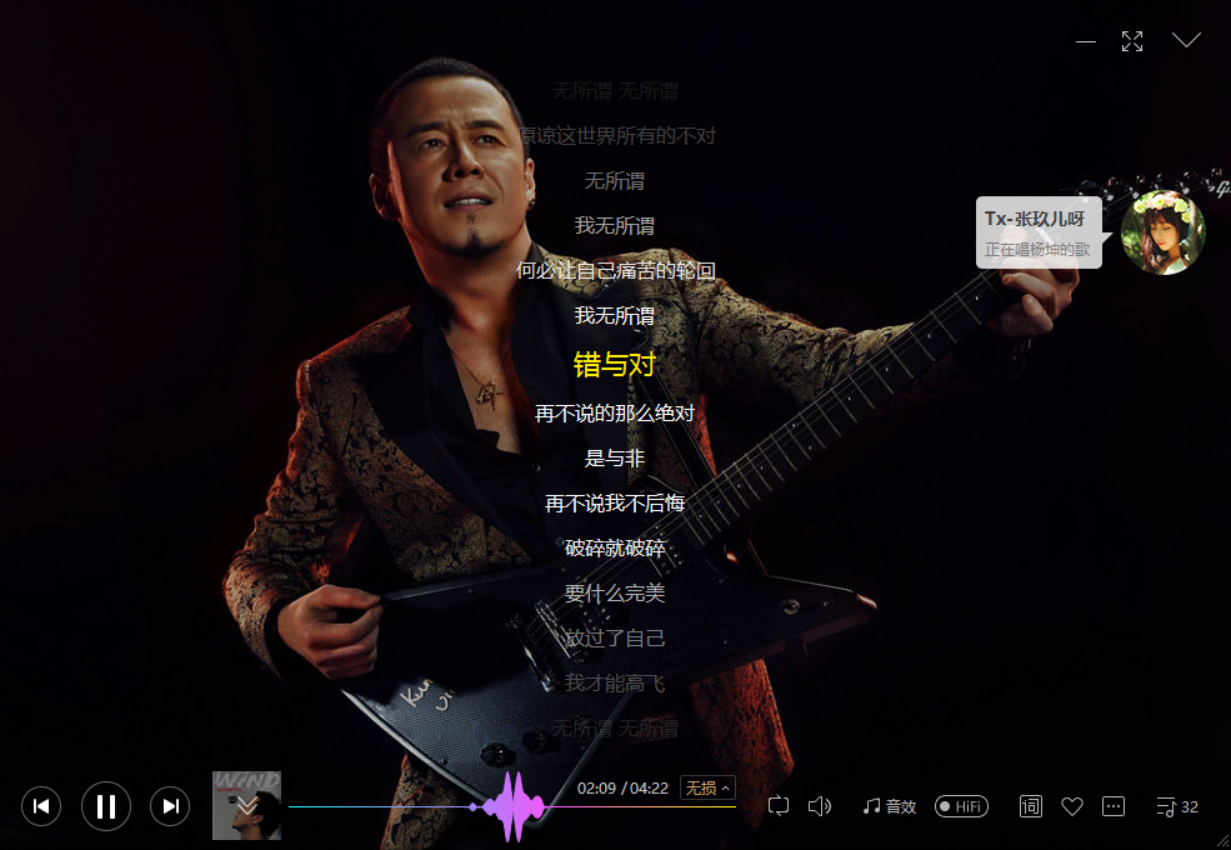 无所谓 无所谓
原谅这世界所有的不对
无所谓
我无所谓
何必让自己痛苦的轮回
我无所谓
错与对
再不说的那么绝对
是与非
再不说我不后悔
破碎就破碎
要什么完美
放过了自己
我才能高飞
无所谓 无所谓
Tx-张玖儿呀
正在唱杨坤的歌
WiND
02:09 / 04:22
无损
音效
HiFi
词
32